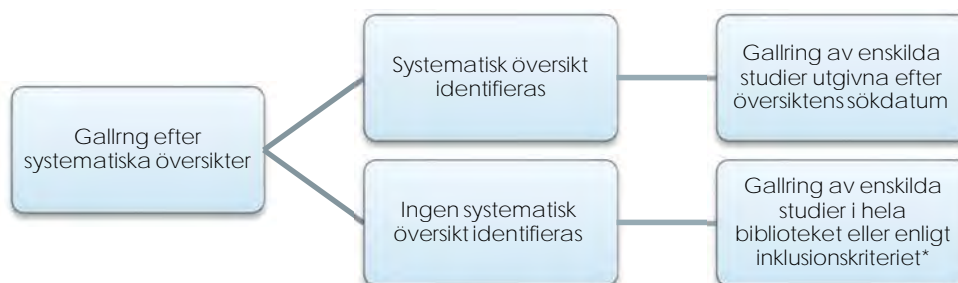 Gallrng efter
systematiska översikter
Systematisk översikt
identifieras
Gallring av enskilda
studier utgivna efter
översiktens sökdatum
Ingen systematisk
översikt identifieras
Gallring av enskilda
studier i hela
biblioteket eller enligt
inklusionskriteriet*